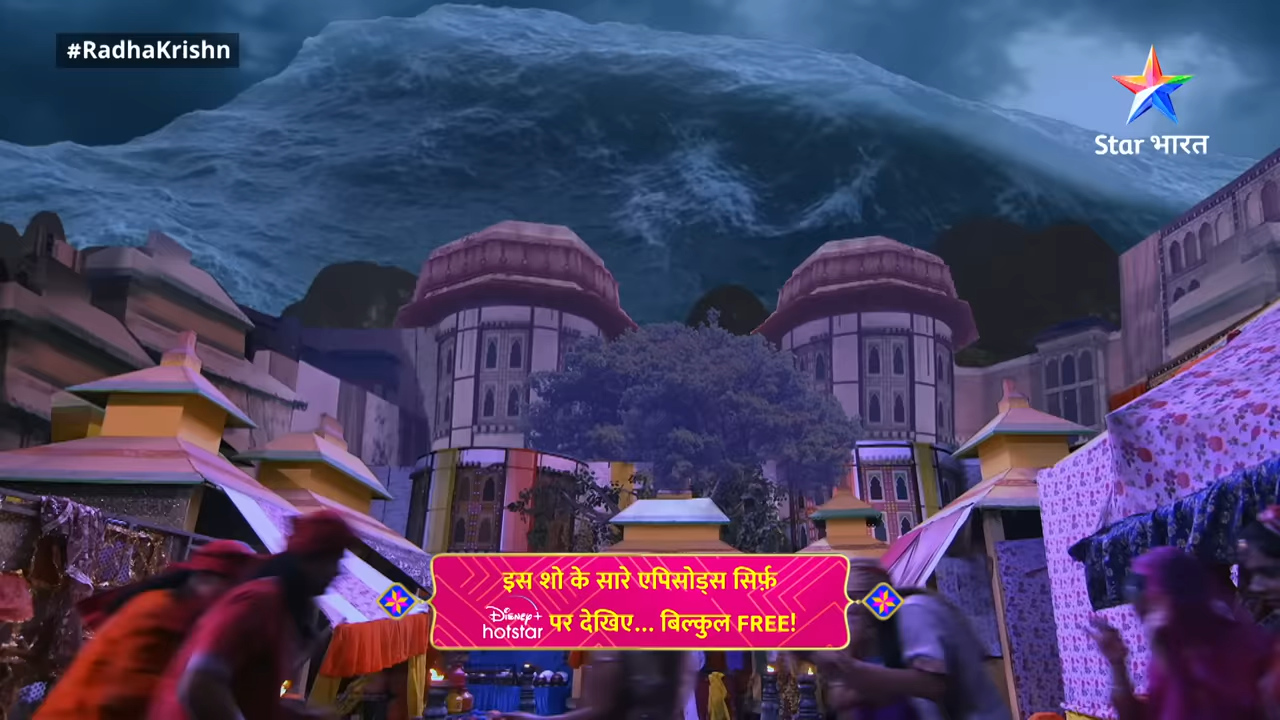 #RadhaKrishn
Star भारत
इस शो के सारे एपिसोड्स सिर्फ़
Disney+ hotstar पर देखिए... बिल्कुल FREE!